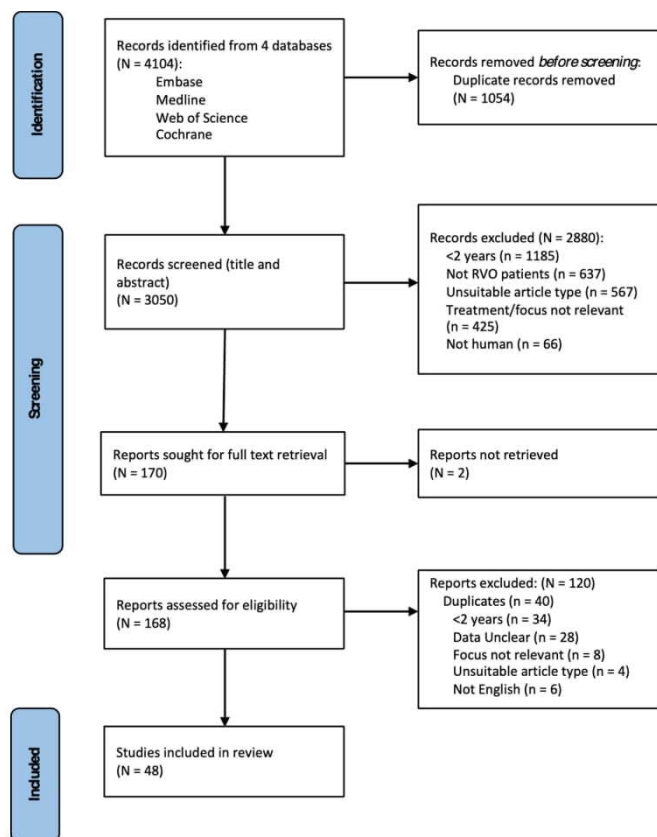 Identification
Records identified from 4 databases
(N = 4104):
Embase
Medline
Web of Science
Cochrane
Records removed before screening:
Duplicate records removed
(N = 1054)
Screening
Records screened (title and
abstract)
(N = 3050)
Records excluded (N = 2880):
<2 years (n = 1185)
Not RVO patients (n = 637)
Unsuitable article type (n = 567)
Treatment/focus not relevant
(n = 425)
Not human (n = 66)
Reports sought for full text retrieval
(N = 170)
Reports not retrieved
(N = 2)
Reports assessed for eligibility
(N = 168)
Reports excluded: (N = 120)
Duplicates (n = 40)
<2 years (n = 34)
Data Unclear (n = 28)
Focus not relevant (n = 8)
Unsuitable article type (n = 4)
Not English (n = 6)
Included
Studies included in review
(N = 48)